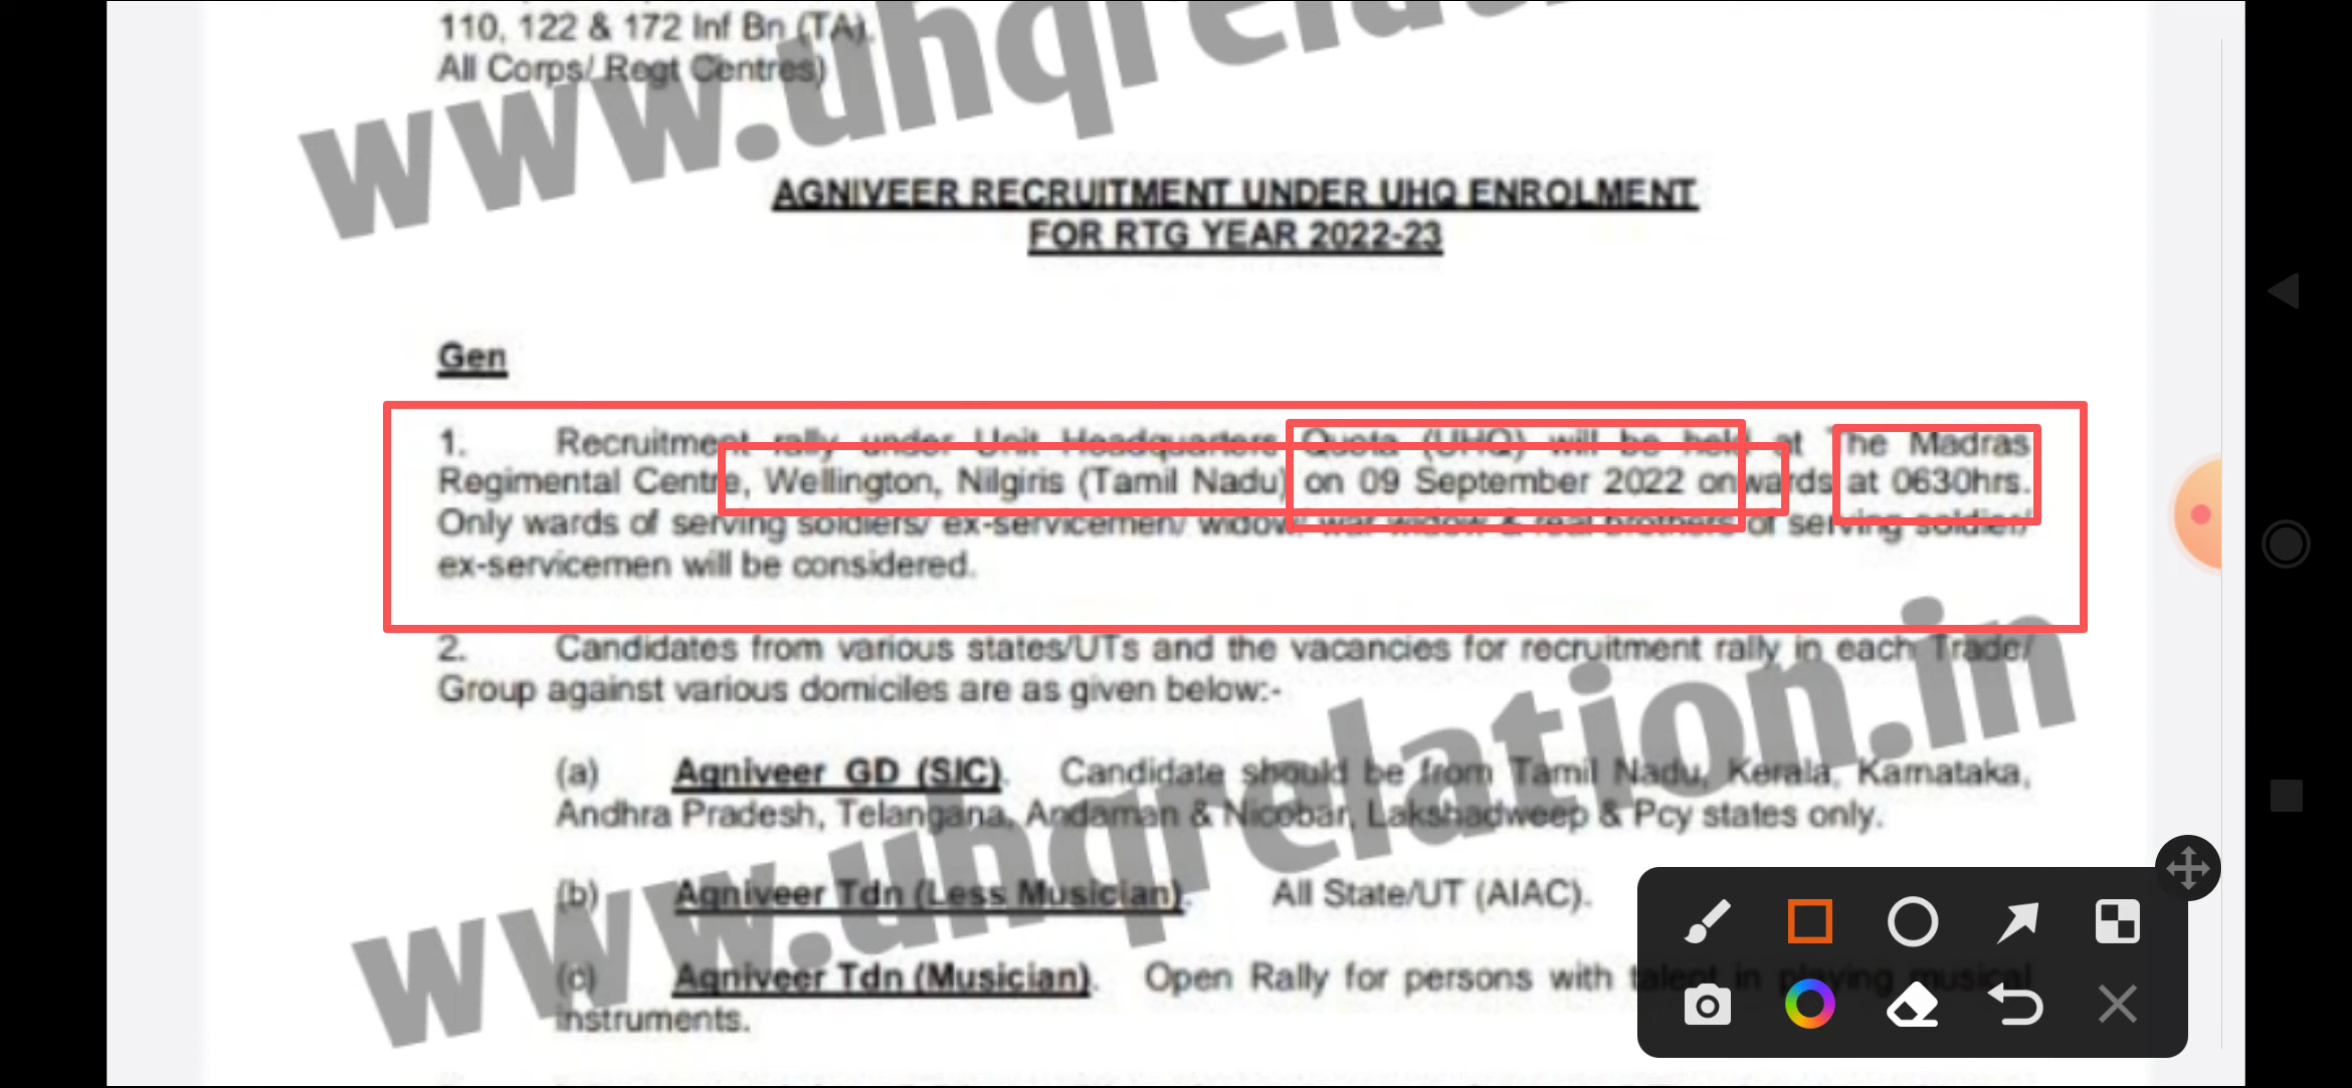 110, 122 & 172 Inf Bn (TA),
All Corps/ Regt Centres)
www.uhqrelat
AGNIVEER RECRUITMENT UNDER UHQ ENROLMENT
FOR RTG YEAR 2022-23
Gen
1. Recruitment rally under Unit Headquarters Quota (UHQ) will be held at The Madras
Regimental Centre, Wellington, Nilgiris (Tamil Nadu) on 09 September 2022 onwards at 0630hrs.
Only wards of serving soldiers/ ex-servicemen/ widow/ war widow & real brothers of serving soldier/
ex-servicemen will be considered.
2. Candidates from various states/UTs and the vacancies for recruitment rally in each Trade/
Group against various domiciles are as given below:-
(a) Agniveer GD (SIC). Candidate should be from Tamil Nadu, Kerala, Karnataka,
Andhra Pradesh, Telangana, Andaman & Nicobar, Lakshadweep & Pcy states only.
(b) Agniveer Tdn (Less Musician). All State/UT (AIAC).
(c) Agniveer Tdn (Musician). Open Rally for persons with talent in playing musical
instruments.
www.uhqrelation.in